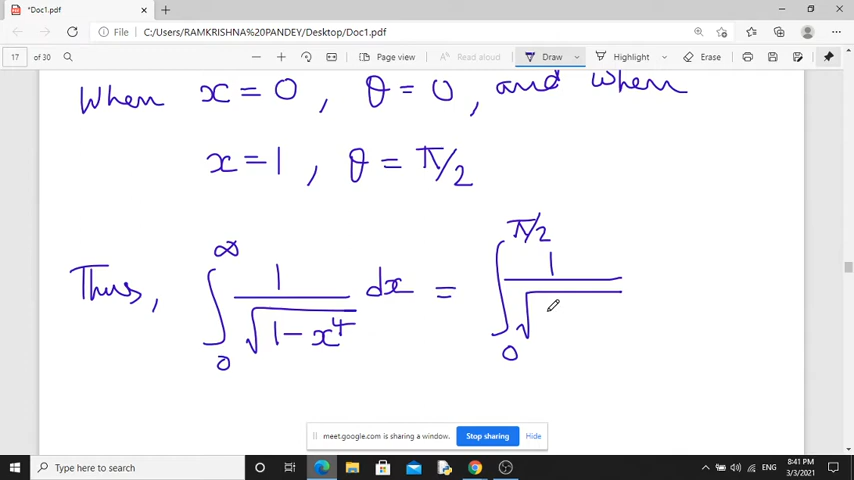 *Doc1.pdf
File C:/Users/RAMKRISHNA%20PANDEY/Desktop/Doc1.pdf
17 of 30 Page view Read aloud Draw Highlight Erase
When x = 0 , θ = 0 , and when
x = 1 , θ = π/2
Thus, ∫₀^∞ 1/√(1 − x⁴) dx = ∫₀^(π/2) 1/√
meet.google.com is sharing a window. Stop sharing Hide
Type here to search
ENG
8:41 PM
3/3/2021